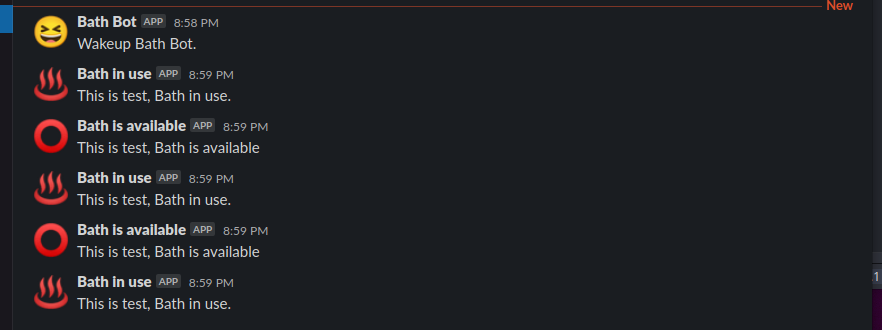 New
Bath Bot APP 8:58 PM
Wakeup Bath Bot.
Bath in use APP 8:59 PM
This is test, Bath in use.
Bath is available APP 8:59 PM
This is test, Bath is available
Bath in use APP 8:59 PM
This is test, Bath in use.
Bath is available APP 8:59 PM
This is test, Bath is available
Bath in use APP 8:59 PM
1
This is test, Bath in use.